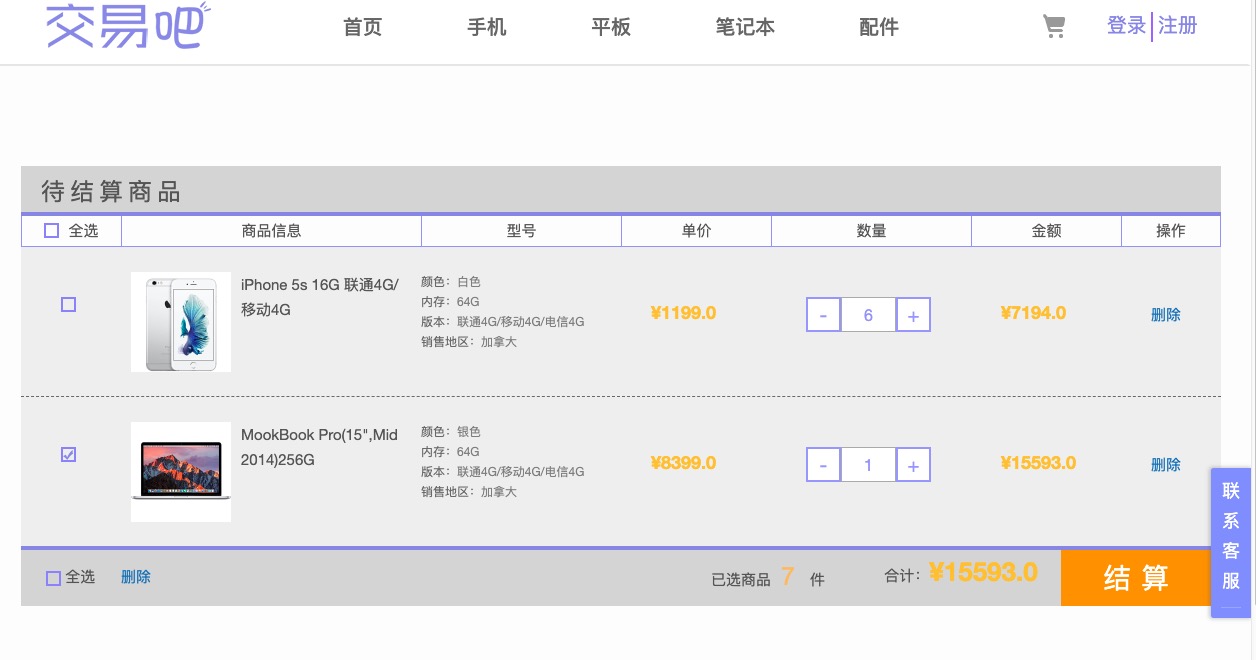 交易吧
首页 手机 平板 笔记本 配件 登录 注册
待结算商品
全选 商品信息 型号 单价 数量 金额 操作
iPhone 5s 16G 联通4G/
移动4G
颜色：白色
内存：64G
版本：联通4G/移动4G/电信4G
销售地区：加拿大
¥1199.0
- 6 +
¥7194.0
删除
MookBook Pro(15",Mid
2014)256G
颜色：银色
内存：64G
版本：联通4G/移动4G/电信4G
销售地区：加拿大
¥8399.0
- 1 +
¥15593.0
删除
全选 删除 已选商品 7 件 合计：¥15593.0 结算
联
系
客
服